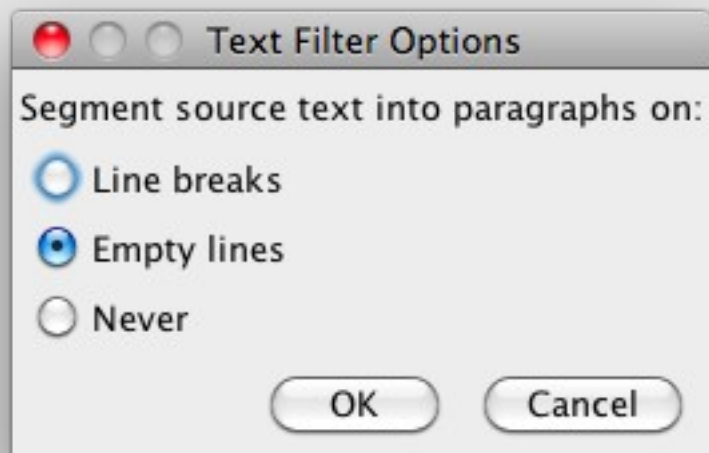 Text Filter Options
Segment source text into paragraphs on:
Line breaks
Empty lines
Never
OK Cancel